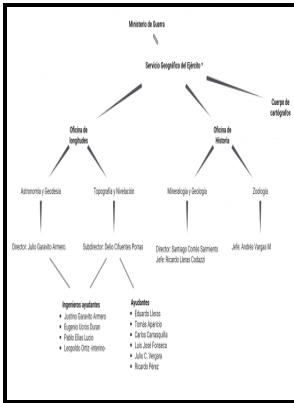 Ministerio de Guerra
Servicio Geográfico del Ejército *
Cuerpo de
cartógrafos
Oficina de
longitudes
Oficina de
Historia
Astronomía y Geodesia
Topografía y Nivelación
Mineralogía y Geología
Zoología
Director: Julio Garavito Armero
Subdirector: Delio Cifuentes Porras
Director: Santiago Cortés Sarmiento
Jefe: Ricardo Lleras Codazzi
Jefe: Andrés Vargas M
Ingenieros ayudantes
• Justino Garavito Armero
• Eugenio Ucrós Durán
• Pablo Elías Lucio
• Leopoldo Ortiz -interino-
Ayudantes
• Eduardo Lleras
• Tomás Aparicio
• Carlos Carrasquilla
• Luis José Fonseca
• Julio C. Vergara
• Ricardo Pérez